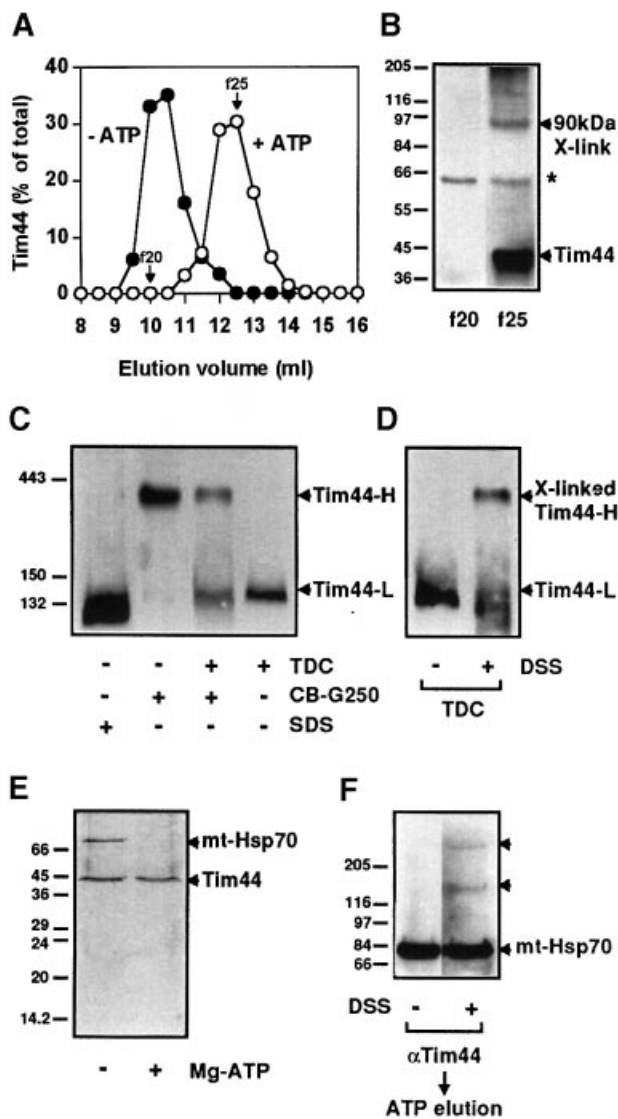 A
40
30
20
10
0
Tim44 (% of total)
- ATP
+ ATP
f20
f25
8 9 10 11 12 13 14 15 16
Elution volume (ml)
B
205
116
97
66
55
45
36
90kDa
X-link
*
Tim44
f20 f25
C
443
150
132
Tim44-H
Tim44-L
- - + + TDC
- + + - CB-G250
+ - - - SDS
D
X-linked
Tim44-H
Tim44-L
- + DSS
TDC
E
66
45
36
29
24
20
14.2
mt-Hsp70
Tim44
- + Mg-ATP
F
205
116
97
84
66
mt-Hsp70
DSS - +
αTim44
ATP elution